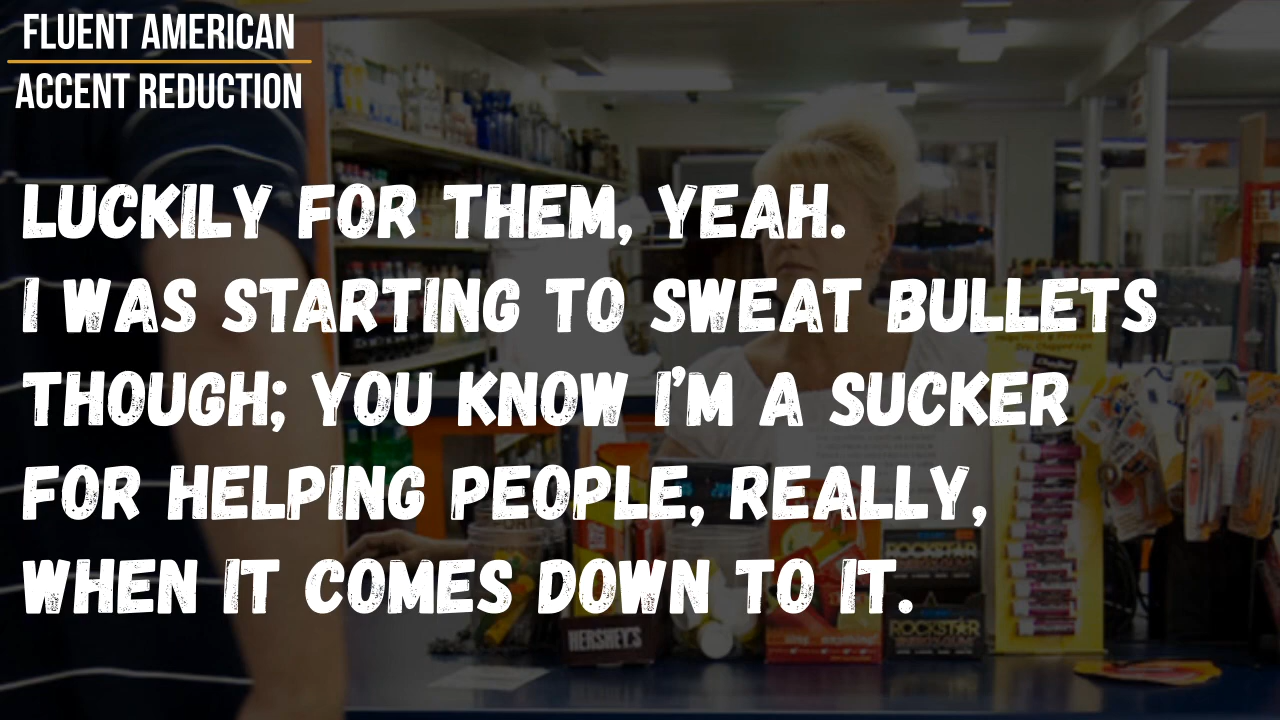 FLUENT AMERICAN
ACCENT REDUCTION
LUCKILY FOR THEM, YEAH.
I WAS STARTING TO SWEAT BULLETS
THOUGH; YOU KNOW I'M A SUCKER
FOR HELPING PEOPLE, REALLY,
WHEN IT COMES DOWN TO IT.
HERSHEY'S
ROCKSTAR
ROCKSTAR